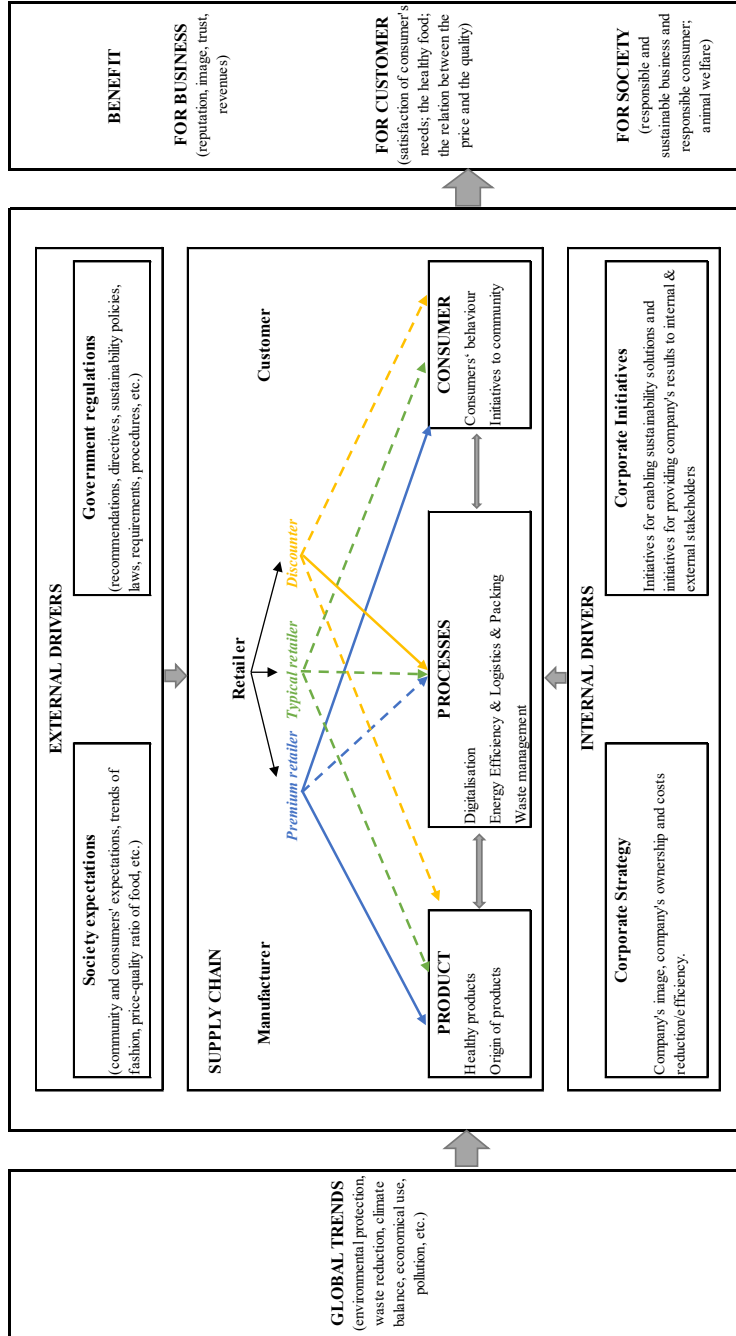 GLOBAL TRENDS
(environmental protection,
waste reduction, climate
balance, economical use,
pollution, etc.)
EXTERNAL DRIVERS
Society expectations
(community and consumers' expectations, trends of
fashion, price-quality ratio of food, etc.)
Government regulations
(recommendations, directives, sustainability policies,
laws, requirements, procedures, etc.)
SUPPLY CHAIN
Manufacturer
Retailer
Customer
Premium retailer
Typical retailer
Discounter
PRODUCT
Healthy products
Origin of products
PROCESSES
Digitalisation
Energy Efficiency & Logistics & Packing
Waste management
CONSUMER
Consumers‘ behaviour
Initiatives to community
INTERNAL DRIVERS
Corporate Strategy
Company's image, company's ownership and costs
reduction/efficiency.
Corporate Initiatives
Initiatives for enabling sustainability solutions and
initiatives for providing company's results to internal &
external stakeholders
BENEFIT
FOR BUSINESS
(reputation, image, trust,
revenues)
FOR CUSTOMER
(satisfaction of consumer's
needs; the healthy food;
the relation between the
price and the quality)
FOR SOCIETY
(responsible and
sustainable business and
responsible consumer;
animal welfare)